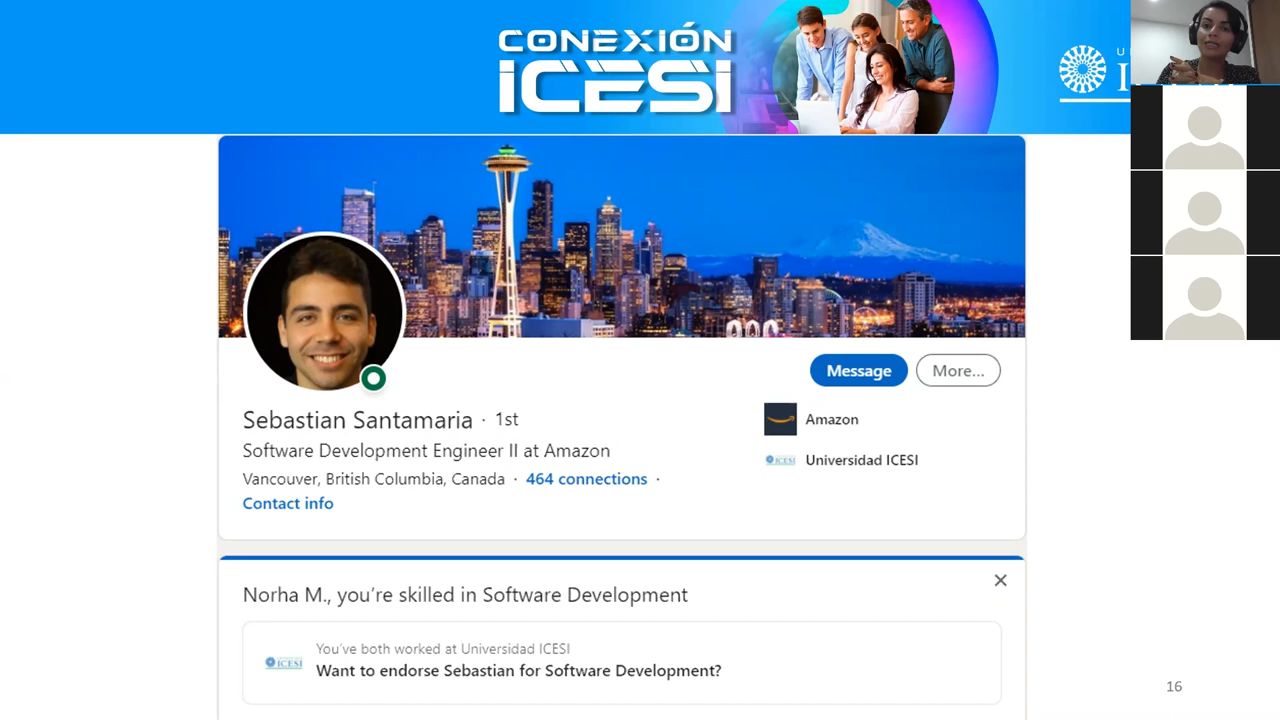 CONEXIÓN
ICESI
Message
More...
Sebastian Santamaria · 1st
Amazon
Software Development Engineer II at Amazon
Universidad ICESI
Vancouver, British Columbia, Canada · 464 connections ·
Contact info
Norha M., you're skilled in Software Development
ICESI
You've both worked at Universidad ICESI
Want to endorse Sebastian for Software Development?
16